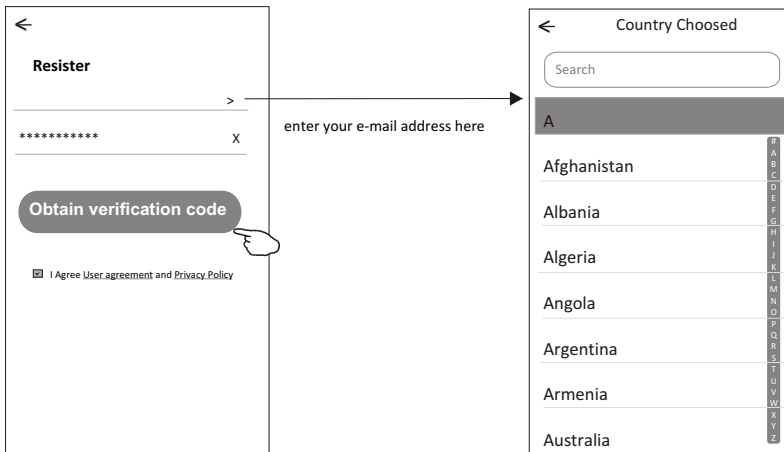 Resister
>
*********** X
Obtain verification code
I Agree User agreement and Privacy Policy
enter your e-mail address here
Country Choosed
Search
A
Afghanistan
Albania
Algeria
Angola
Argentina
Armenia
Australia
#
A
B
C
D
E
F
G
H
I
J
K
L
M
N
O
P
Q
R
S
T
U
V
W
X
Y
Z